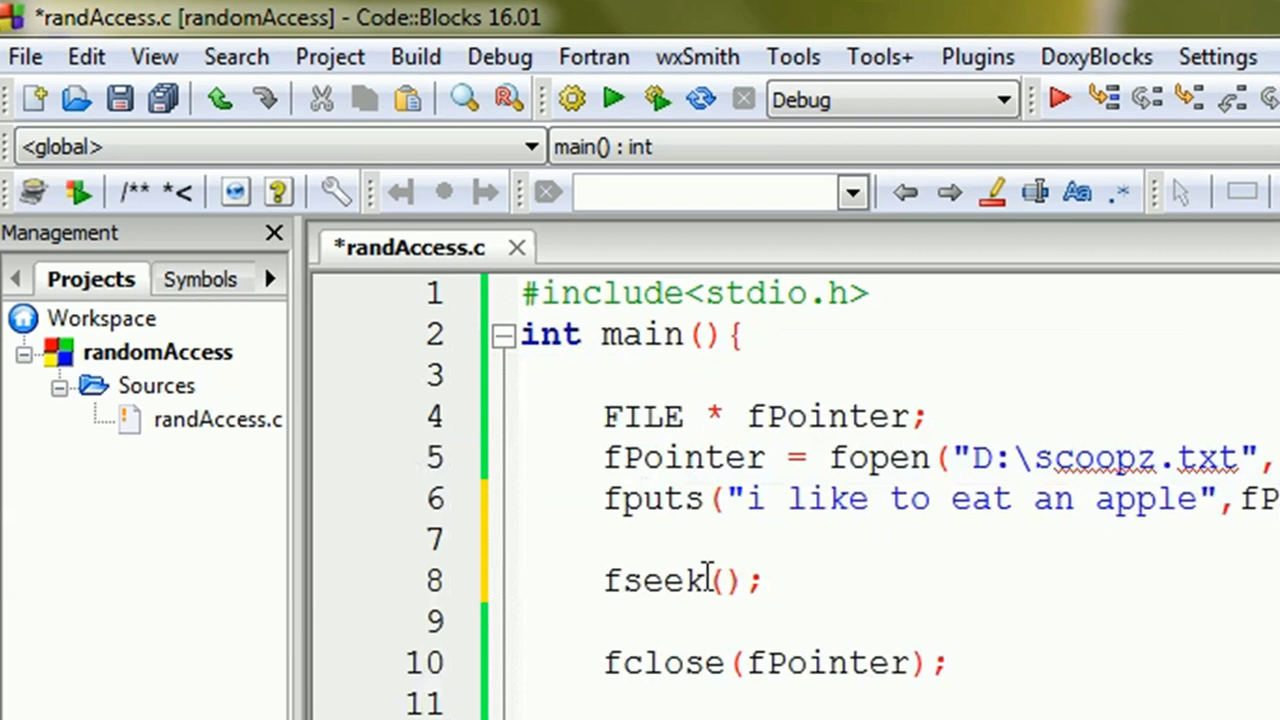 *randAccess.c [randomAccess] - Code::Blocks 16.01
File Edit View Search Project Build Debug Fortran wxSmith Tools Tools+ Plugins DoxyBlocks Settings
Debug
<global> main() : int
/** *<
Management
Projects Symbols
*randAccess.c
Workspace
randomAccess
Sources
randAccess.c
1 #include<stdio.h>
2 int main(){
3
4 FILE * fPointer;
5 fPointer = fopen("D:\scoopz.txt",
6 fputs("i like to eat an apple",fP
7
8 fseek();
9
10 fclose(fPointer);
11